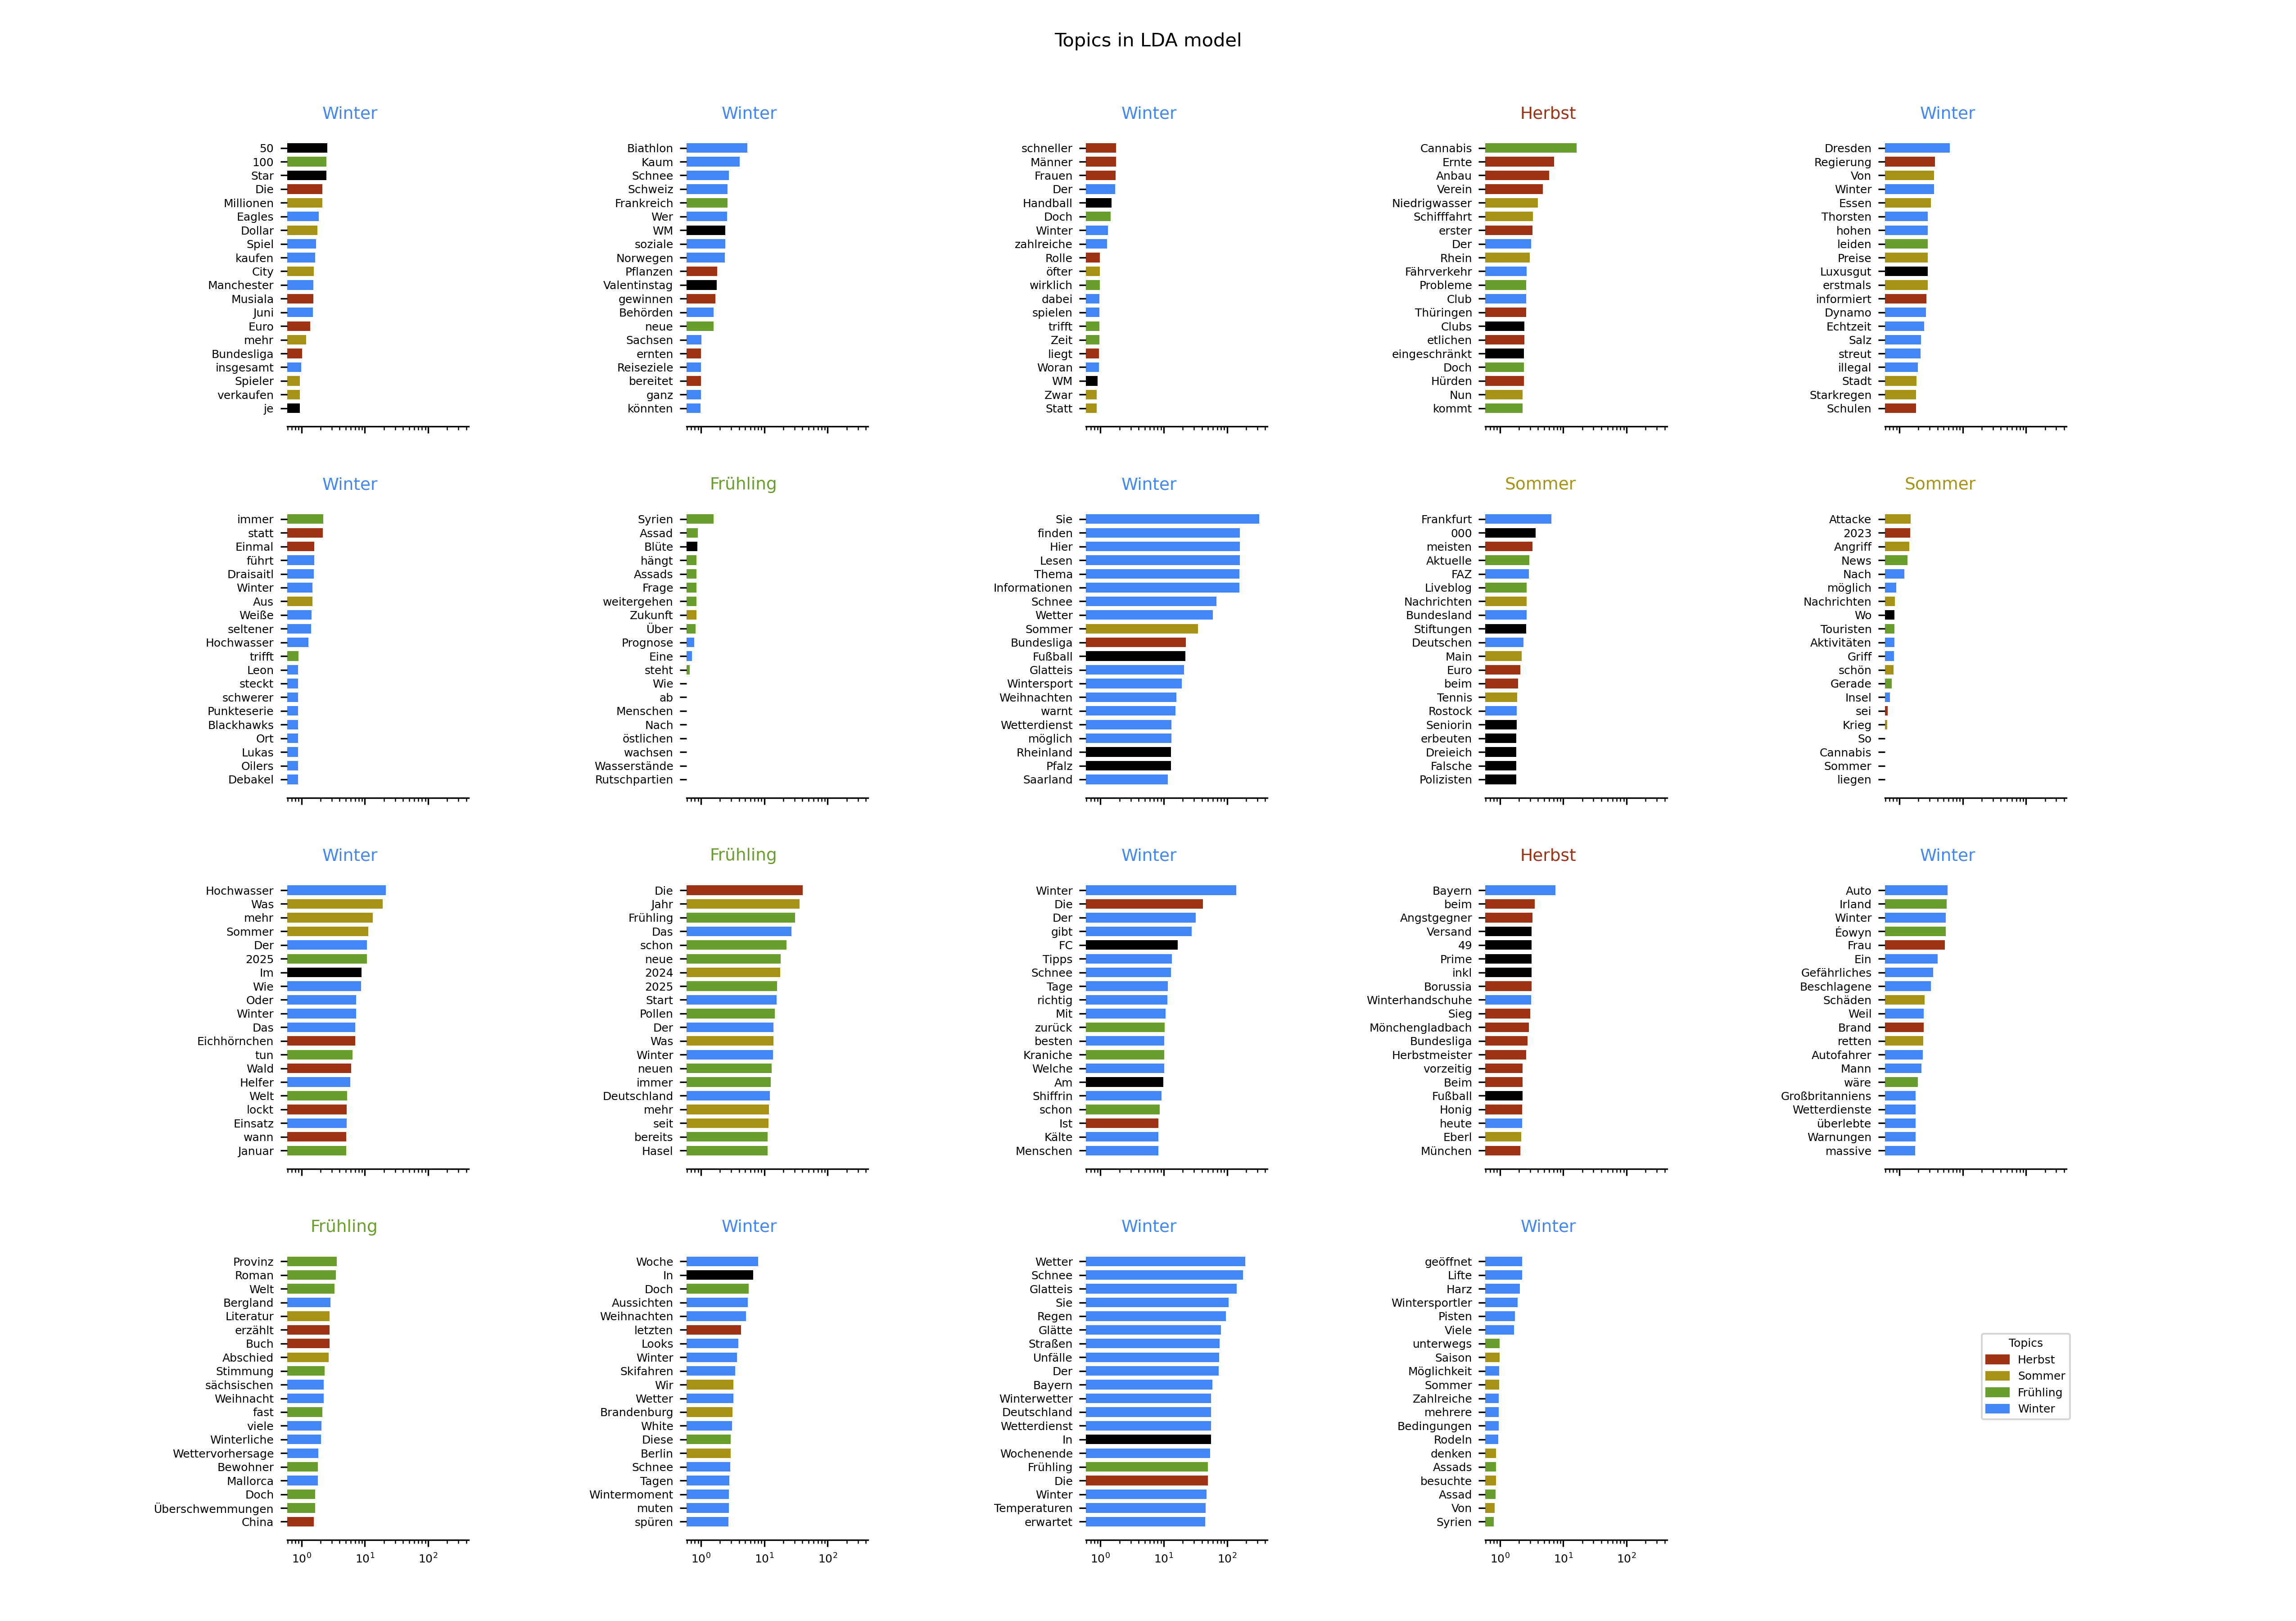 Topics in LDA model
Winter
50
100
Star
Die
Millionen
Eagles
Dollar
Spiel
kaufen
City
Manchester
Musiala
Juni
Euro
mehr
Bundesliga
insgesamt
Spieler
verkaufen
je
Winter
Biathlon
Kaum
Schnee
Schweiz
Frankreich
Wer
WM
soziale
Norwegen
Pflanzen
Valentinstag
gewinnen
Behörden
neue
Sachsen
ernten
Reiseziele
bereitet
ganz
könnten
Winter
schneller
Männer
Frauen
Der
Handball
Doch
Winter
zahlreiche
Rolle
öfter
wirklich
dabei
spielen
trifft
Zeit
liegt
Woran
WM
Zwar
Statt
Herbst
Cannabis
Ernte
Anbau
Verein
Niedrigwasser
Schifffahrt
erster
Der
Rhein
Fährverkehr
Probleme
Club
Thüringen
Clubs
etlichen
eingeschränkt
Doch
Hürden
Nun
kommt
Winter
Dresden
Regierung
Von
Winter
Essen
Thorsten
hohen
leiden
Preise
Luxusgut
erstmals
informiert
Dynamo
Echtzeit
Salz
streut
illegal
Stadt
Starkregen
Schulen
Winter
immer
statt
Einmal
führt
Draisaitl
Winter
Aus
Weiße
seltener
Hochwasser
trifft
Leon
steckt
schwerer
Punkteserie
Blackhawks
Ort
Lukas
Oilers
Debakel
Frühling
Syrien
Assad
Blüte
hängt
Assads
Frage
weitergehen
Zukunft
Über
Prognose
Eine
steht
Wie
ab
Menschen
Nach
östlichen
wachsen
Wasserstände
Rutschpartien
Winter
Sie
finden
Hier
Lesen
Thema
Informationen
Schnee
Wetter
Sommer
Bundesliga
Fußball
Glatteis
Wintersport
Weihnachten
warnt
Wetterdienst
möglich
Rheinland
Pfalz
Saarland
Sommer
Frankfurt
000
meisten
Aktuelle
FAZ
Liveblog
Nachrichten
Bundesland
Stiftungen
Deutschen
Main
Euro
beim
Tennis
Rostock
Seniorin
erbeuten
Dreieich
Falsche
Polizisten
Sommer
Attacke
2023
Angriff
News
Nach
möglich
Nachrichten
Wo
Touristen
Aktivitäten
Griff
schön
Gerade
Insel
sei
Krieg
So
Cannabis
Sommer
liegen
Winter
Hochwasser
Was
mehr
Sommer
Der
2025
Im
Wie
Oder
Winter
Das
Eichhörnchen
tun
Wald
Helfer
Welt
lockt
Einsatz
wann
Januar
Frühling
Die
Jahr
Frühling
Das
schon
neue
2024
2025
Start
Pollen
Der
Was
Winter
neuen
immer
Deutschland
mehr
seit
bereits
Hasel
Winter
Winter
Die
Der
gibt
FC
Tipps
Schnee
Tage
richtig
Mit
zurück
besten
Kraniche
Welche
Am
Shiffrin
schon
Ist
Kälte
Menschen
Herbst
Bayern
beim
Angstgegner
Versand
49
Prime
inkl
Borussia
Winterhandschuhe
Sieg
Mönchengladbach
Bundesliga
Herbstmeister
vorzeitig
Beim
Fußball
Honig
heute
Eberl
München
Winter
Auto
Irland
Winter
Éowyn
Frau
Ein
Gefährliches
Beschlagene
Schäden
Weil
Brand
retten
Autofahrer
Mann
wäre
Großbritanniens
Wetterdienste
überlebte
Warnungen
massive
Frühling
Provinz
Roman
Welt
Bergland
Literatur
erzählt
Buch
Abschied
Stimmung
sächsischen
Weihnacht
fast
viele
Winterliche
Wettervorhersage
Bewohner
Mallorca
Doch
Überschwemmungen
China
10⁰ 10¹ 10²
Winter
Woche
In
Doch
Aussichten
Weihnachten
letzten
Looks
Winter
Skifahren
Wir
Wetter
Brandenburg
White
Diese
Berlin
Schnee
Tagen
Wintermoment
muten
spüren
10⁰ 10¹ 10²
Winter
Wetter
Schnee
Glatteis
Sie
Regen
Glätte
Straßen
Unfälle
Der
Bayern
Winterwetter
Deutschland
Wetterdienst
In
Wochenende
Frühling
Die
Winter
Temperaturen
erwartet
10⁰ 10¹ 10²
Winter
geöffnet
Lifte
Harz
Wintersportler
Pisten
Viele
unterwegs
Saison
Möglichkeit
Sommer
Zahlreiche
mehrere
Bedingungen
Rodeln
denken
Assads
besuchte
Assad
Von
Syrien
10⁰ 10¹ 10²
Topics
Herbst
Sommer
Frühling
Winter